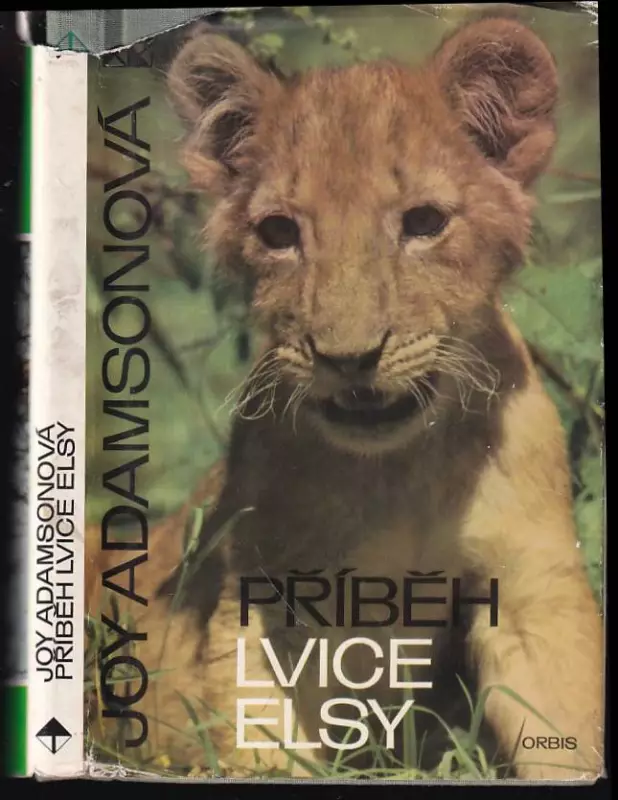 JOY ADAMSONOVÁ
PŘÍBĚH LVICE ELSY
JOY ADAMSONOVÁ
PŘÍBĚH
LVICE
ELSY
ORBIS